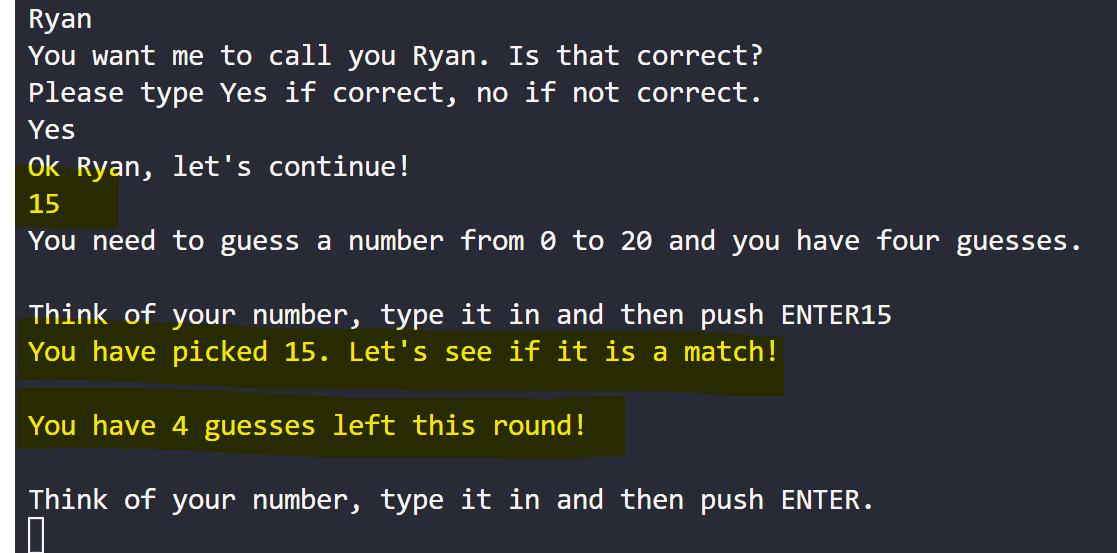 Ryan
You want me to call you Ryan. Is that correct?
Please type Yes if correct, no if not correct.
Yes
Ok Ryan, let's continue!
15
You need to guess a number from 0 to 20 and you have four guesses.
Think of your number, type it in and then push ENTER15
You have picked 15. Let's see if it is a match!
You have 4 guesses left this round!
Think of your number, type it in and then push ENTER.